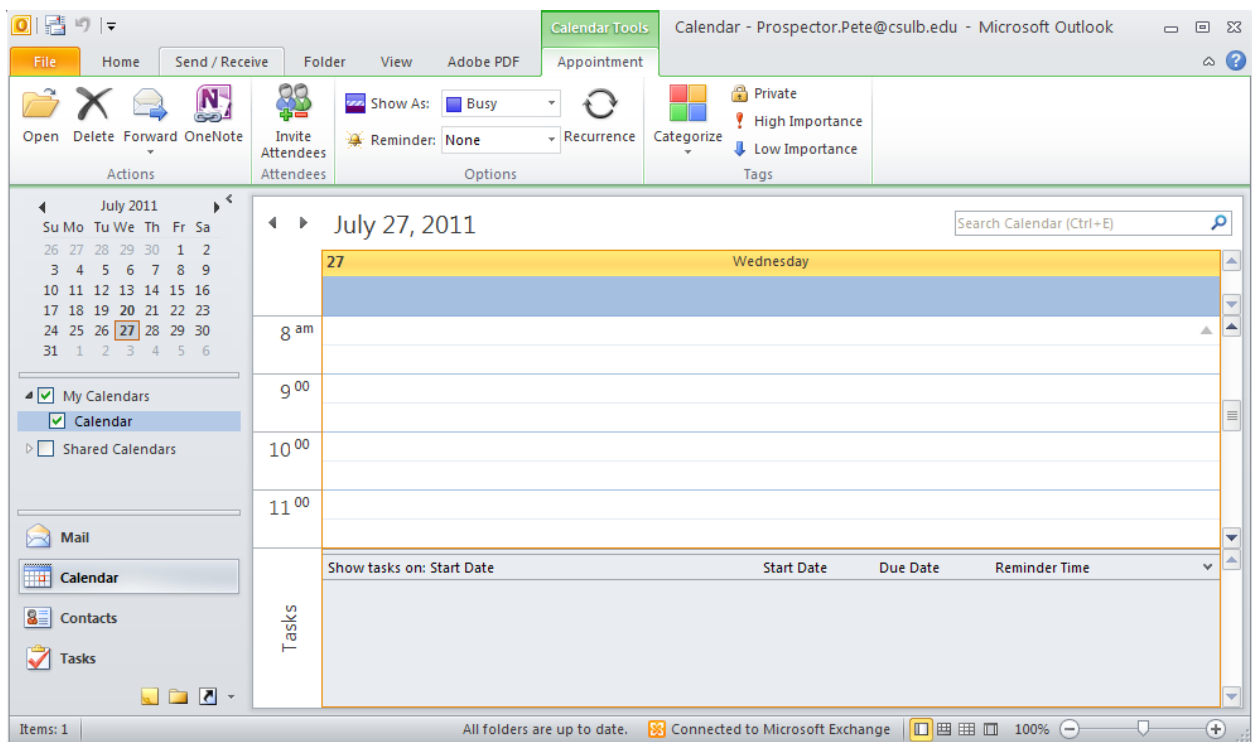 Calendar Tools Calendar - Prospector.Pete@csulb.edu - Microsoft Outlook
File Home Send / Receive Folder View Adobe PDF Appointment
Open Delete Forward OneNote
Actions
Invite
Attendees
Attendees
Show As: Busy
Reminder: None
Recurrence
Options
Categorize
Private
High Importance
Low Importance
Tags
July 2011
Su Mo Tu We Th Fr Sa
26 27 28 29 30 1 2
3 4 5 6 7 8 9
10 11 12 13 14 15 16
17 18 19 20 21 22 23
24 25 26 27 28 29 30
31 1 2 3 4 5 6
My Calendars
Calendar
Shared Calendars
Mail
Calendar
Contacts
Tasks
July 27, 2011
Search Calendar (Ctrl+E)
27 Wednesday
8 am
9 00
10 00
11 00
Tasks
Show tasks on: Start Date Start Date Due Date Reminder Time
Items: 1 All folders are up to date. Connected to Microsoft Exchange 100%